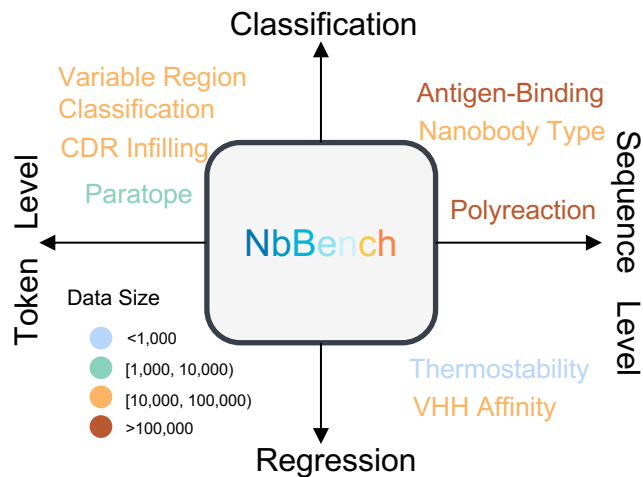 Classification
Variable Region
Classification
CDR Infilling
Paratope
Antigen-Binding
Nanobody Type
Polyreaction
Token Level
NbBench
Sequence Level
Data Size
<1,000
[1,000, 10,000)
[10,000, 100,000)
>100,000
Thermostability
VHH Affinity
Regression